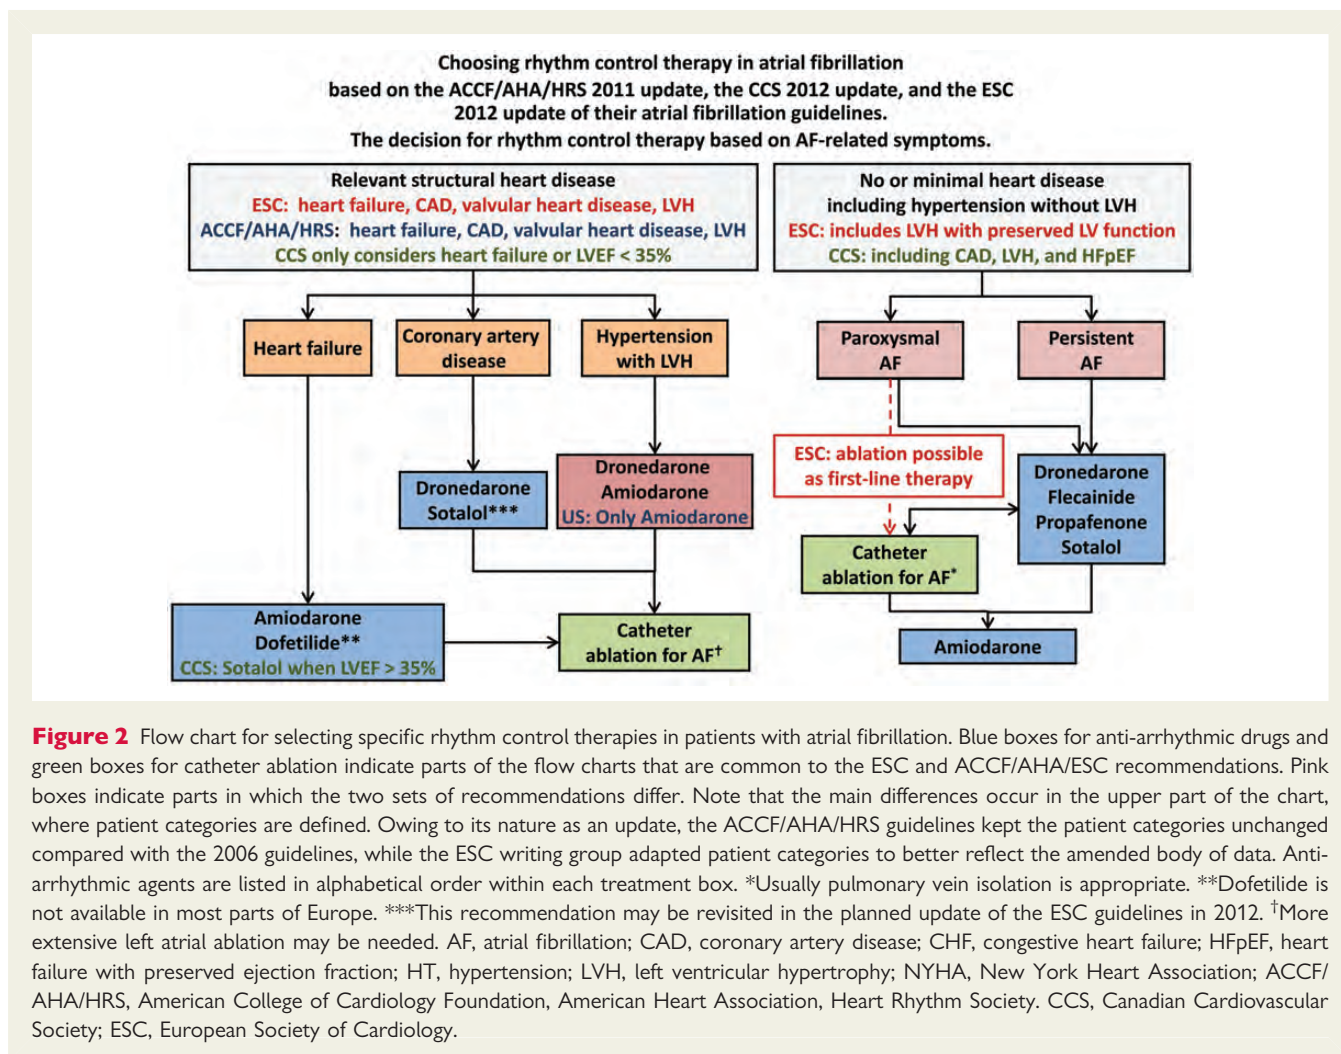 Choosing rhythm control therapy in atrial fibrillation
based on the ACCF/AHA/HRS 2011 update, the CCS 2012 update, and the ESC
2012 update of their atrial fibrillation guidelines.
The decision for rhythm control therapy based on AF-related symptoms.
Relevant structural heart disease
ESC: heart failure, CAD, valvular heart disease, LVH
ACCF/AHA/HRS: heart failure, CAD, valvular heart disease, LVH
CCS only considers heart failure or LVEF < 35%
No or minimal heart disease
including hypertension without LVH
ESC: includes LVH with preserved LV function
CCS: including CAD, LVH, and HFpEF
Heart failure
Coronary artery
disease
Hypertension
with LVH
Paroxysmal
AF
Persistent
AF
ESC: ablation possible
as first-line therapy
Dronedarone
Sotalol***
Dronedarone
Amiodarone
US: Only Amiodarone
Dronedarone
Flecainide
Propafenone
Sotalol
Catheter
ablation for AF*
Amiodarone
Dofetilide**
CCS: Sotalol when LVEF > 35%
Catheter
ablation for AF†
Amiodarone
Figure 2 Flow chart for selecting specific rhythm control therapies in patients with atrial fibrillation. Blue boxes for anti-arrhythmic drugs and
green boxes for catheter ablation indicate parts of the flow charts that are common to the ESC and ACCF/AHA/ESC recommendations. Pink
boxes indicate parts in which the two sets of recommendations differ. Note that the main differences occur in the upper part of the chart,
where patient categories are defined. Owing to its nature as an update, the ACCF/AHA/HRS guidelines kept the patient categories unchanged
compared with the 2006 guidelines, while the ESC writing group adapted patient categories to better reflect the amended body of data. Anti-
arrhythmic agents are listed in alphabetical order within each treatment box. *Usually pulmonary vein isolation is appropriate. **Dofetilide is
not available in most parts of Europe. ***This recommendation may be revisited in the planned update of the ESC guidelines in 2012. †More
extensive left atrial ablation may be needed. AF, atrial fibrillation; CAD, coronary artery disease; CHF, congestive heart failure; HFpEF, heart
failure with preserved ejection fraction; HT, hypertension; LVH, left ventricular hypertrophy; NYHA, New York Heart Association; ACCF/
AHA/HRS, American College of Cardiology Foundation, American Heart Association, Heart Rhythm Society. CCS, Canadian Cardiovascular
Society; ESC, European Society of Cardiology.